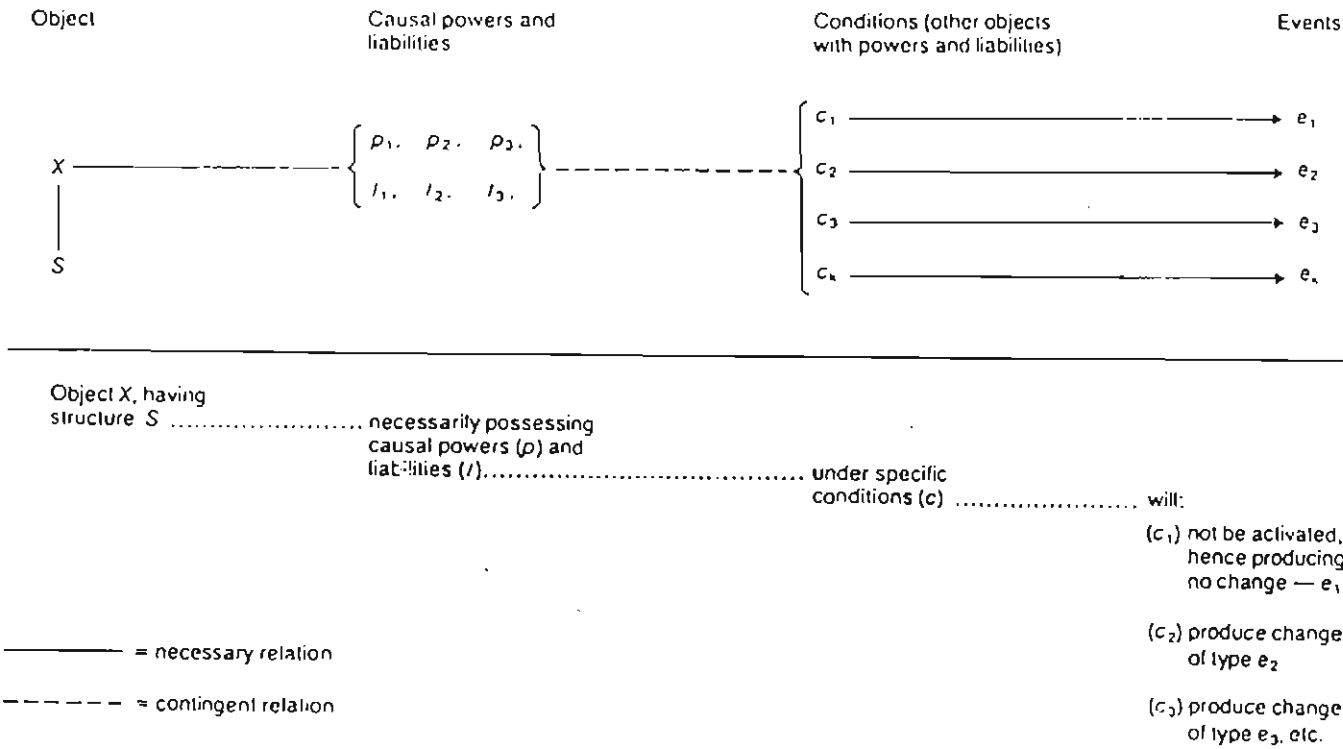 Object
Causal powers and
liabilities
Conditions (other objects
with powers and liabilities)
Events
X
S
p₁, p₂, p₃,
l₁, l₂, l₃,
c₁
e₁
c₂
e₂
c₃
e₃
cₖ
eₖ
Object X, having
structure S ...................... necessarily possessing
causal powers (p) and
liabilities (l)..................................... under specific
conditions (c) ..................... will:
(c₁) not be activated,
hence producing
no change — e₁
(c₂) produce change
of type e₂
(c₃) produce change
of type e₃, etc.
= necessary relation
= contingent relation